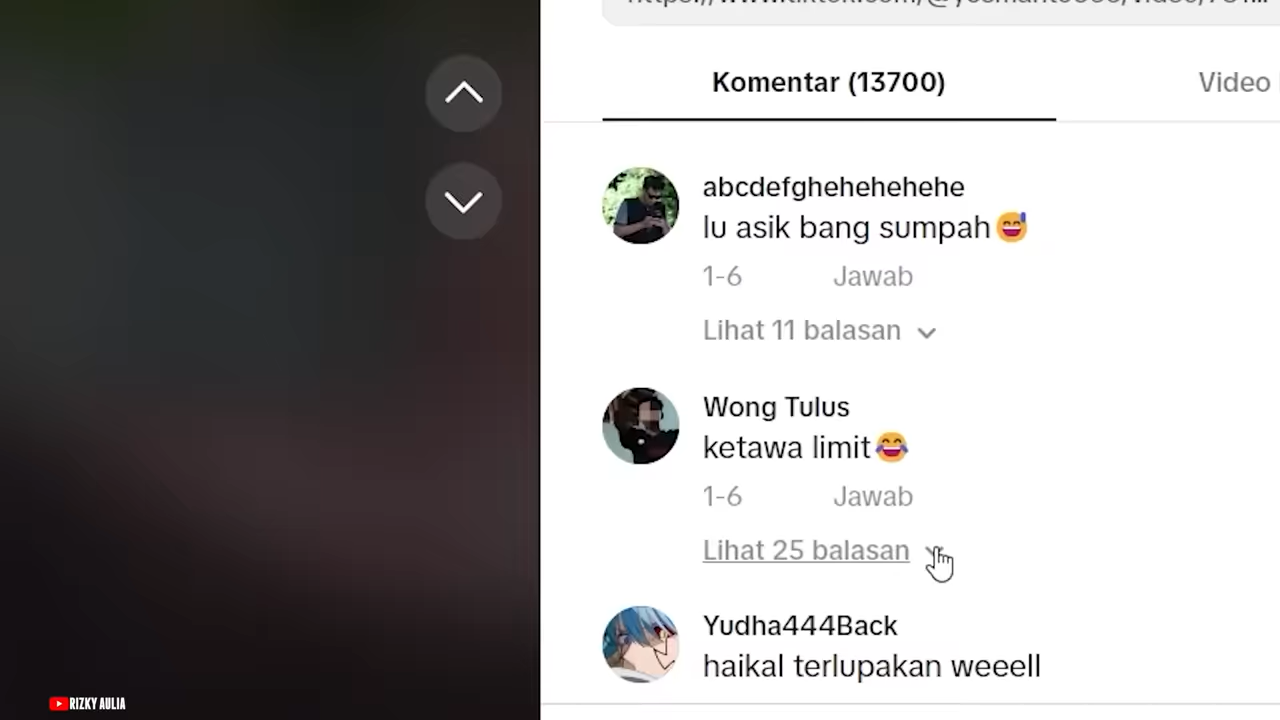 Komentar (13700)
Video
abcdefghehehehehe
lu asik bang sumpah😅
1-6 Jawab
Lihat 11 balasan
Wong Tulus
ketawa limit😂
1-6 Jawab
Lihat 25 balasan
Yudha444Back
haikal terlupakan weeell
RIZKY AULIA